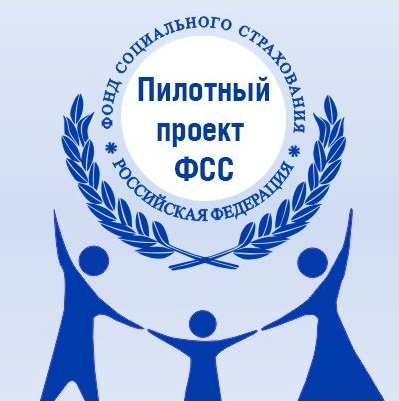 ФОНД СОЦИАЛЬНОГО СТРАХОВАНИЯ
Пилотный
проект
ФСС
* РОССИЙСКАЯ ФЕДЕРАЦИЯ *